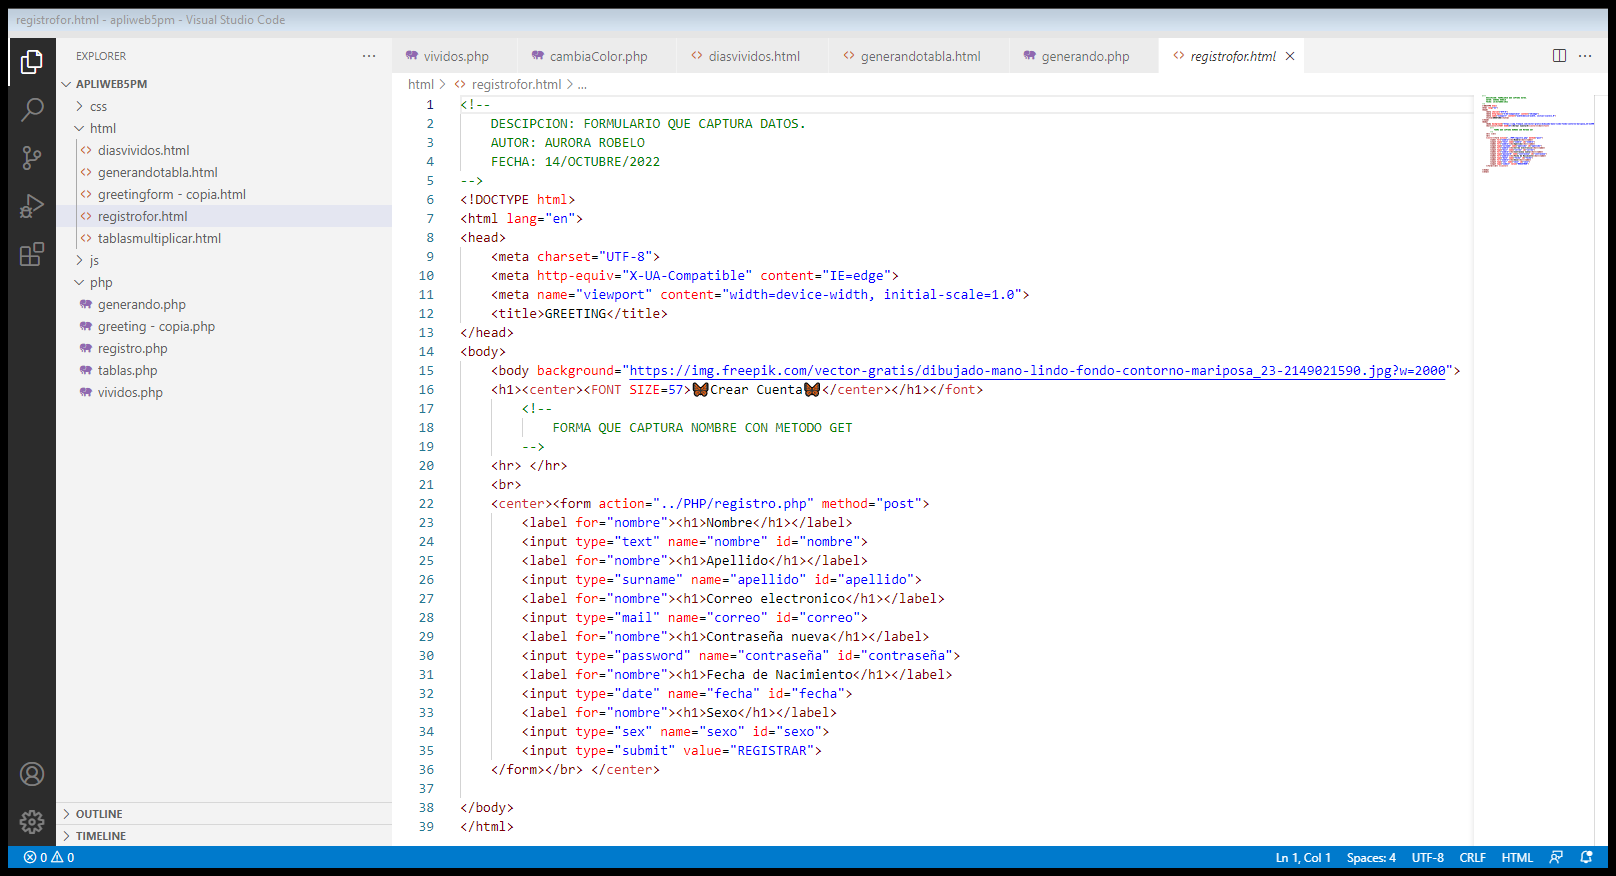 registrofor.html - apliweb5pm - Visual Studio Code
EXPLORER
APLIWEB5PM
css
html
diasvividos.html
generandotabla.html
greetingform - copia.html
registrofor.html
tablasmultiplicar.html
js
php
generando.php
greeting - copia.php
registro.php
tablas.php
vividos.php
OUTLINE
TIMELINE
vividos.php cambiaColor.php diasvividos.html generandotabla.html generando.php registrofor.html
html > registrofor.html > ...
1 <!--
2 DESCIPCION: FORMULARIO QUE CAPTURA DATOS.
3 AUTOR: AURORA ROBELO
4 FECHA: 14/OCTUBRE/2022
5 -->
6 <!DOCTYPE html>
7 <html lang="en">
8 <head>
9 <meta charset="UTF-8">
10 <meta http-equiv="X-UA-Compatible" content="IE=edge">
11 <meta name="viewport" content="width=device-width, initial-scale=1.0">
12 <title>GREETING</title>
13 </head>
14 <body>
15 <body background="https://img.freepik.com/vector-gratis/dibujado-mano-lindo-fondo-contorno-mariposa_23-2149021590.jpg?w=2000">
16 <h1><center><FONT SIZE=57>🦋Crear Cuenta🦋</center></h1></font>
17 <!--
18 FORMA QUE CAPTURA NOMBRE CON METODO GET
19 -->
20 <hr> </hr>
21 <br>
22 <center><form action="../PHP/registro.php" method="post">
23 <label for="nombre"><h1>Nombre</h1></label>
24 <input type="text" name="nombre" id="nombre">
25 <label for="nombre"><h1>Apellido</h1></label>
26 <input type="surname" name="apellido" id="apellido">
27 <label for="nombre"><h1>Correo electronico</h1></label>
28 <input type="mail" name="correo" id="correo">
29 <label for="nombre"><h1>Contraseña nueva</h1></label>
30 <input type="password" name="contraseña" id="contraseña">
31 <label for="nombre"><h1>Fecha de Nacimiento</h1></label>
32 <input type="date" name="fecha" id="fecha">
33 <label for="nombre"><h1>Sexo</h1></label>
34 <input type="sex" name="sexo" id="sexo">
35 <input type="submit" value="REGISTRAR">
36 </form></br> </center>
37
38 </body>
39 </html>
0 0 Ln 1, Col 1 Spaces: 4 UTF-8 CRLF HTML